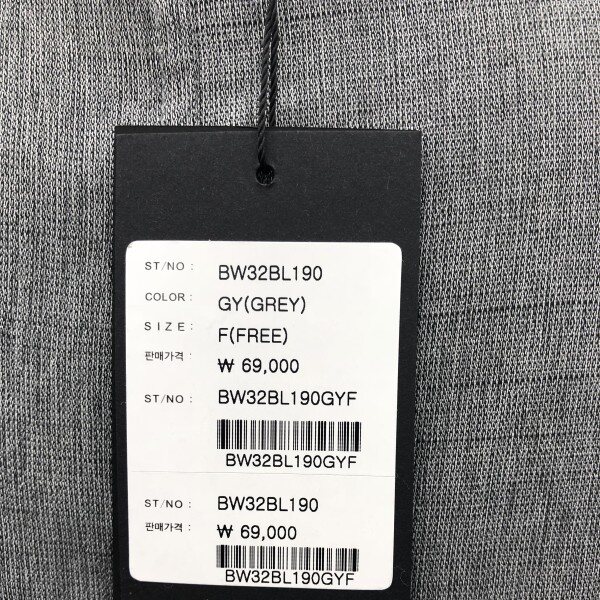 ST/NO : BW32BL190
COLOR : GY(GREY)
SIZE : F(FREE)
판매가격 : ₩ 69,000
ST/NO : BW32BL190GYF
BW32BL190GYF
ST/NO : BW32BL190
판매가격 : ₩ 69,000
BW32BL190GYF